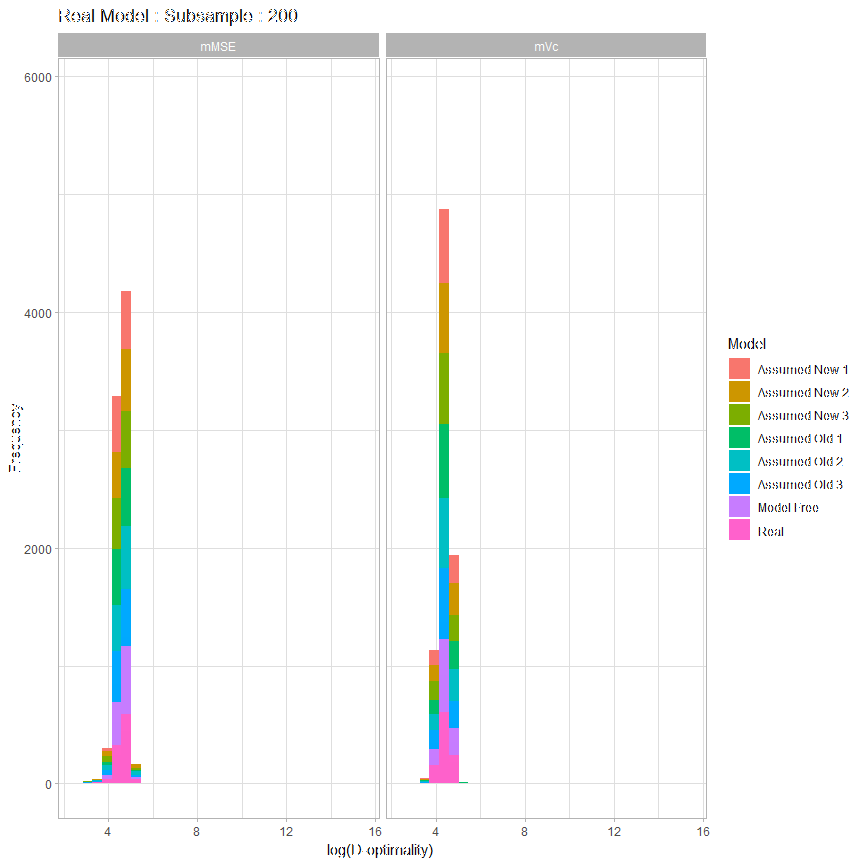 Real Model : Subsample : 200
mMSE
mVc
6000
4000
2000
0
Frequency
4 8 12 16
4 8 12 16
log(D-optimality)
Model
Assumed New 1
Assumed New 2
Assumed New 3
Assumed Old 1
Assumed Old 2
Assumed Old 3
Model Free
Real